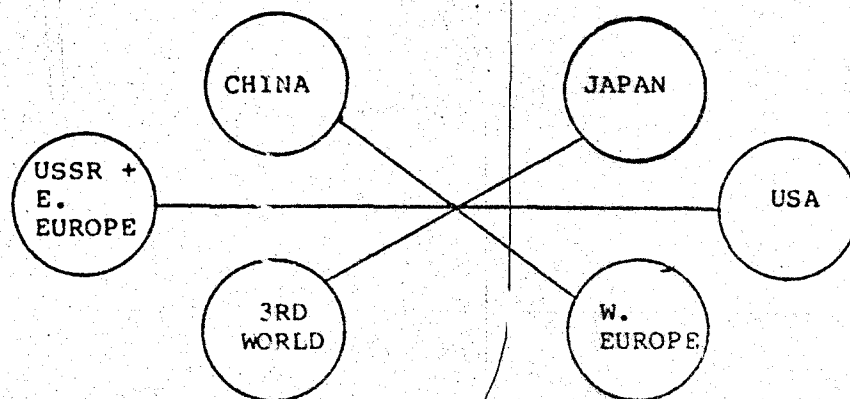 CHINA
JAPAN
USSR +
E.
EUROPE
USA
3RD
WORLD
W.
EUROPE